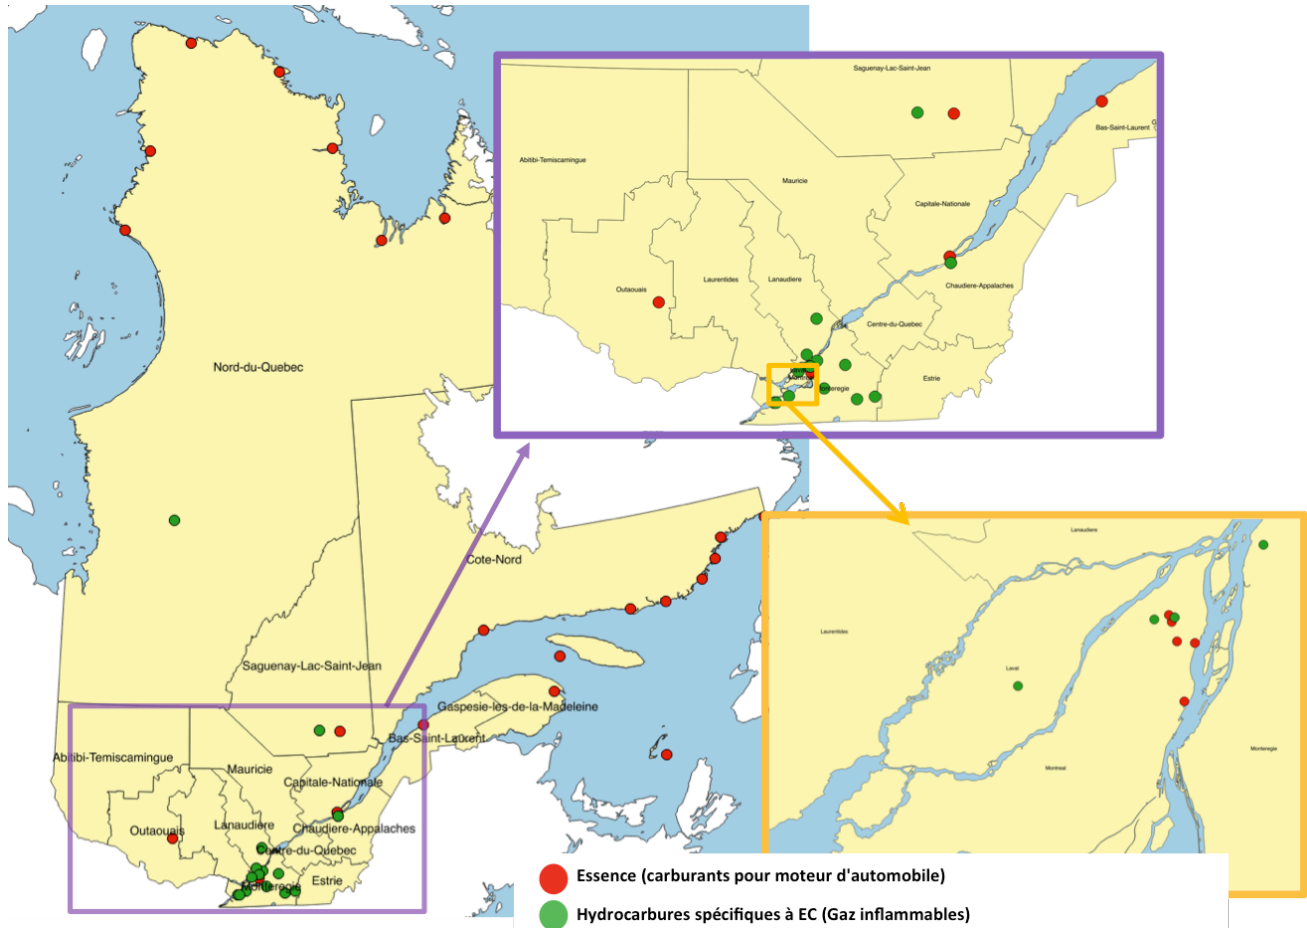 Saguenay-Lac-Saint-Jean
Bas-Saint-Laurent
Abitibi-Temiscamingue
Mauricie
Capitale-Nationale
Outaouais
Laurentides
Lanaudiere
Chaudiere-Appalaches
Centre-du-Quebec
Estrie
Monteregie
Nord-du-Quebec
Cote-Nord
Saguenay-Lac-Saint-Jean
Gaspesie-iles-de-la-Madeleine
Bas-Saint-Laurent
Abitibi-Temiscamingue
Mauricie
Capitale-Nationale
Outaouais
Lanaudière
Chaudiere-Appalaches
Centre-du-Quebec
Estrie
Monteregie
Lanaudiere
Laurentides
Laval
Montreal
Monteregie
Essence (carburants pour moteur d'automobile)
Hydrocarbures spécifiques à EC (Gaz inflammables)